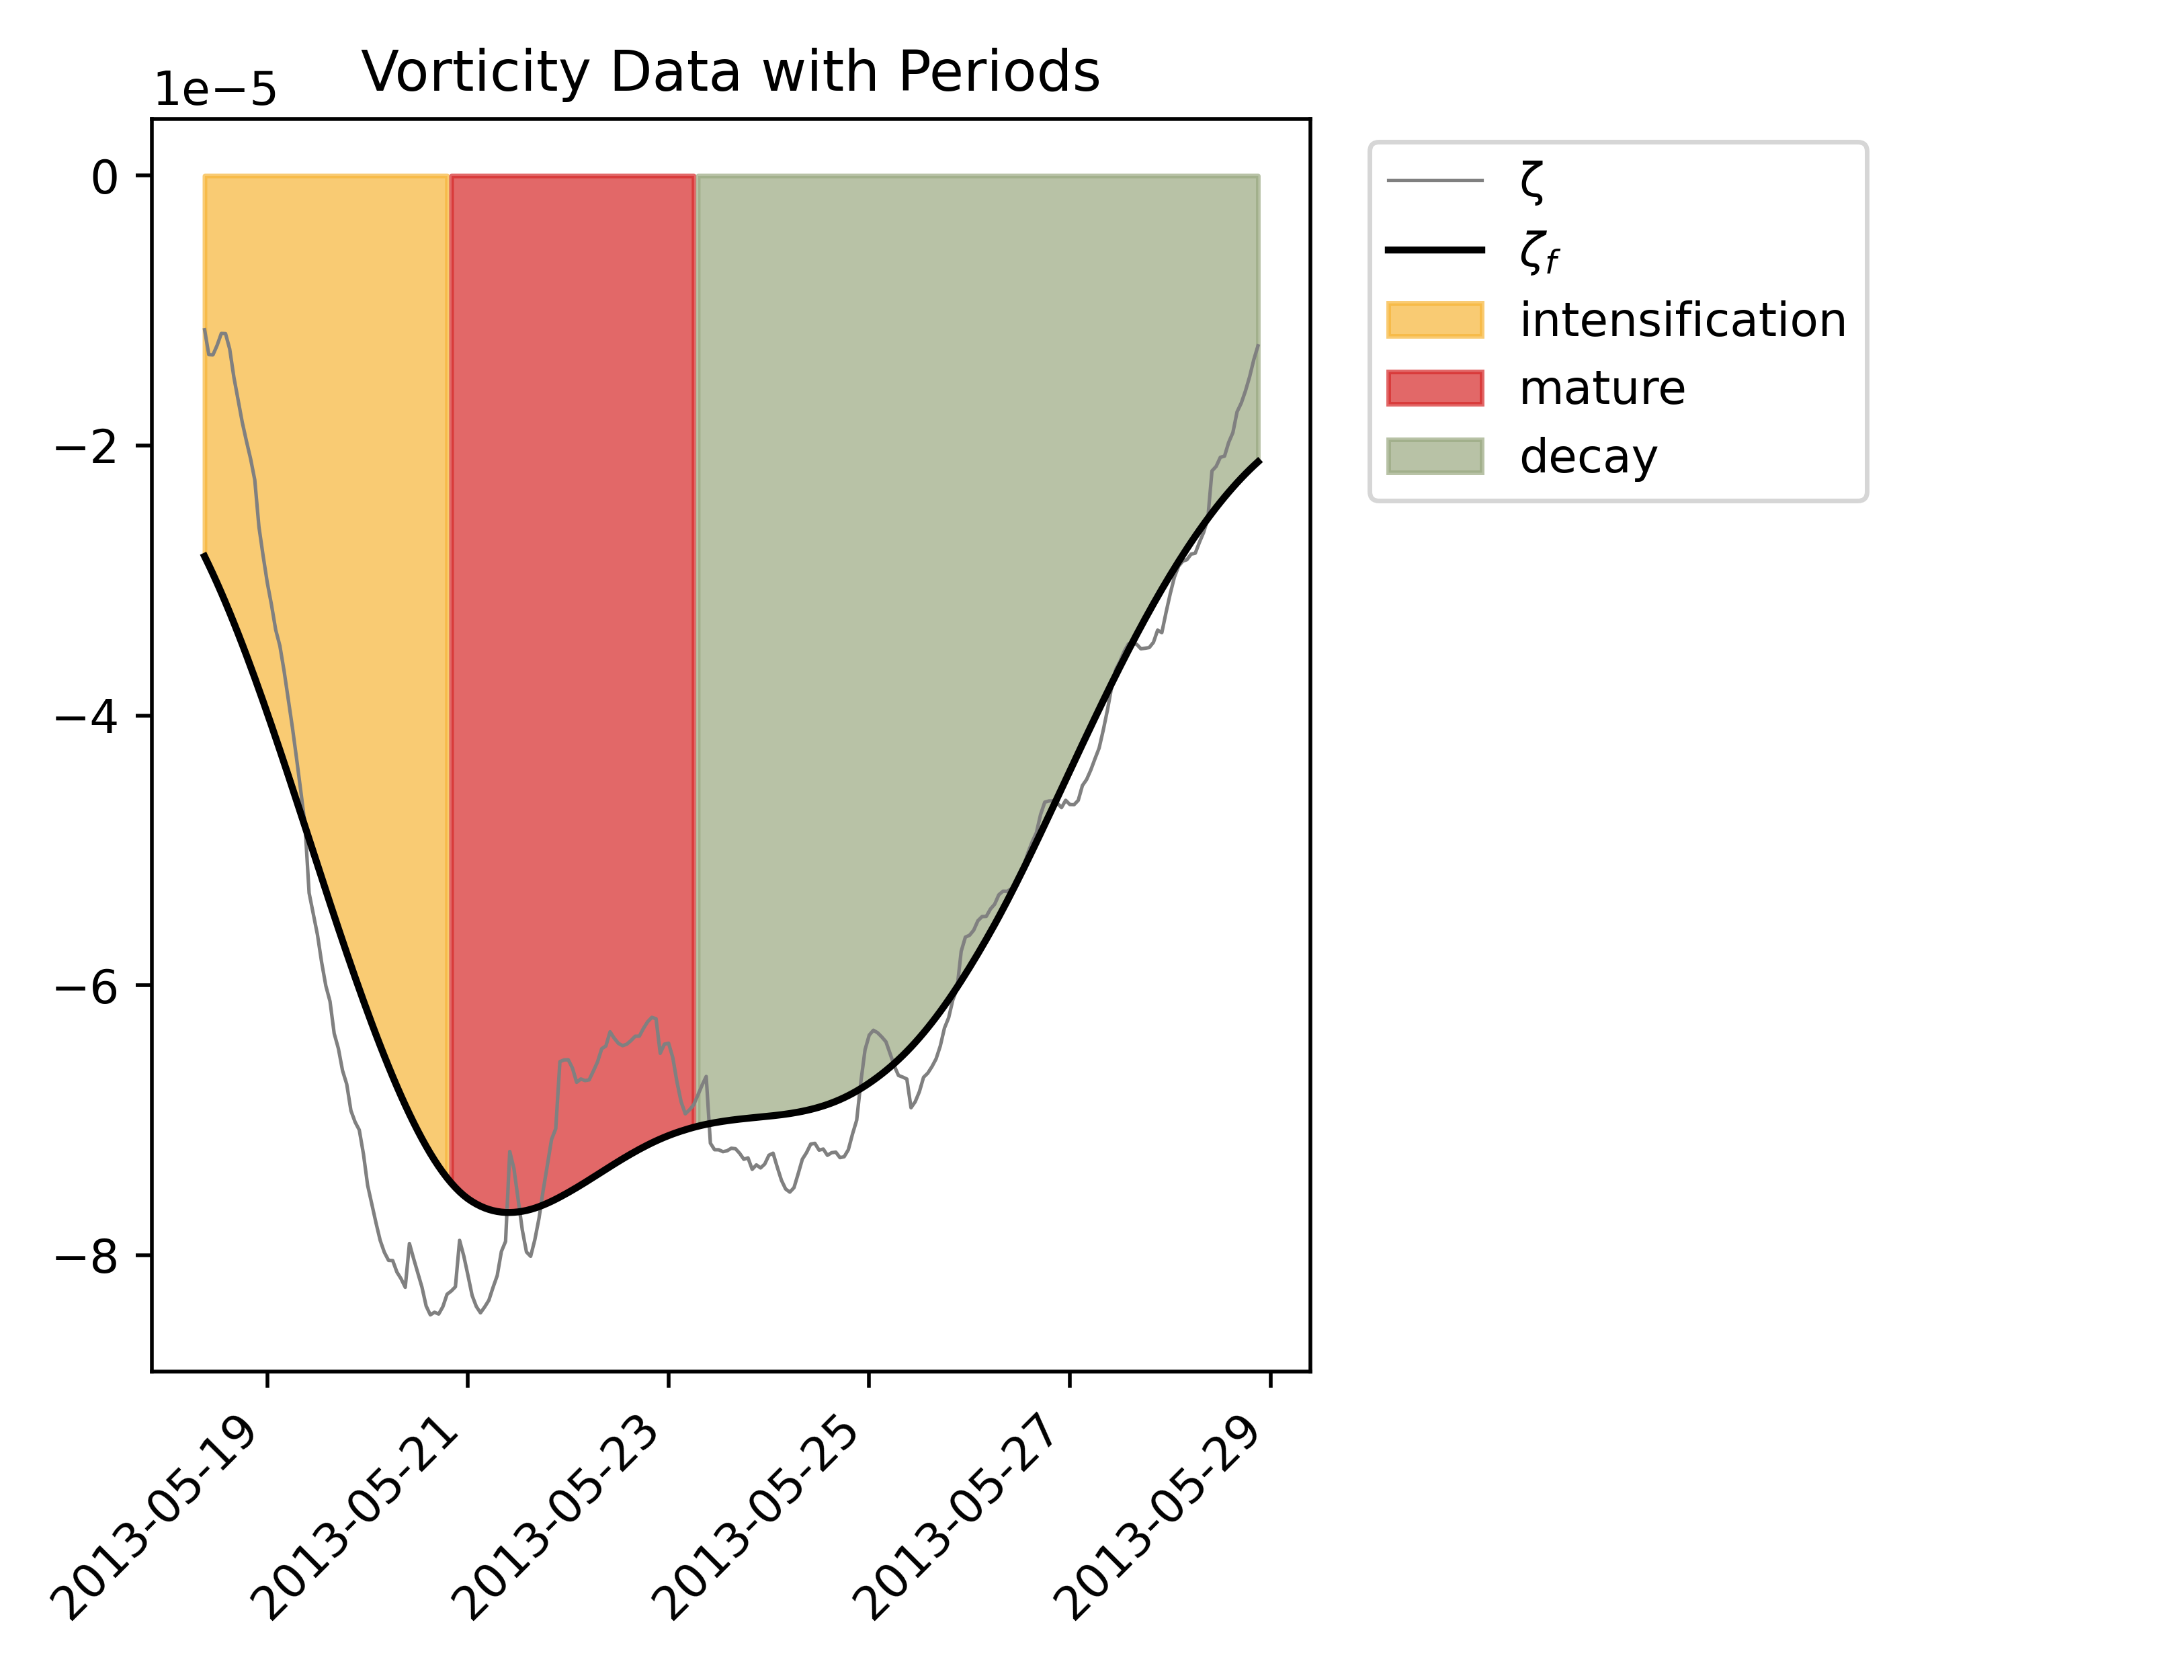 Vorticity Data with Periods
1e−5
0
−2
−4
−6
−8
2013-05-19
2013-05-21
2013-05-23
2013-05-25
2013-05-27
2013-05-29
ζ
ζf
intensification
mature
decay